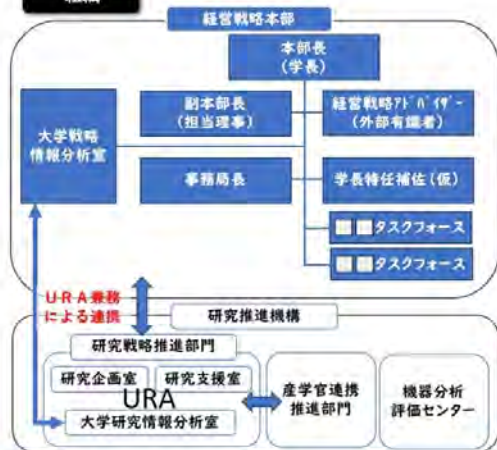 経営戦略本部
本部長
(学長)
副本部長
(担当理事)
経営戦略ｱﾄﾞﾊﾞｲｻﾞｰ
(外部有識者)
大学戦略
情報分析室
事務局長
学長特任補佐(仮)
タスクフォース
タスクフォース
URA兼務
による連携
研究推進機構
研究戦略推進部門
研究企画室
研究支援室
URA
大学研究情報分析室
産学官連携
推進部門
機器分析
評価センター